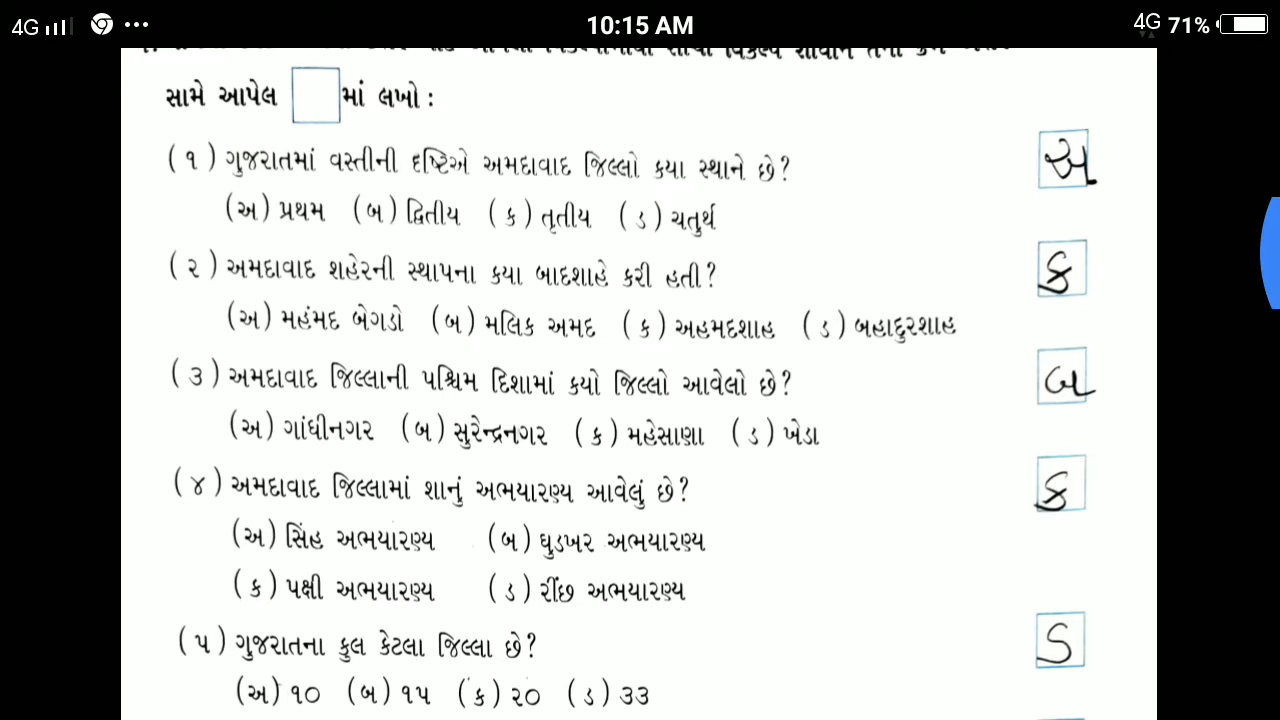 4G 10:15 AM 4G 71%
સામે આપેલ માં લખો :
(૧) ગુજરાતમાં વસ્તીની દૃષ્ટિએ અમદાવાદ જિલ્લો કયા સ્થાને છે? અ
(અ) પ્રથમ (બ) દ્વિતીય (ક) તૃતીય (ડ) ચતુર્થ
(૨) અમદાવાદ શહેરની સ્થાપના કયા બાદશાહે કરી હતી? ક
(અ) મહંમદ બેગડો (બ) મલિક અમદ (ક) અહમદશાહ (ડ) બહાદુરશાહ
(૩) અમદાવાદ જિલ્લાની પશ્ચિમ દિશામાં કયો જિલ્લો આવેલો છે? બ
(અ) ગાંધીનગર (બ) સુરેન્દ્રનગર (ક) મહેસાણા (ડ) ખેડા
(૪) અમદાવાદ જિલ્લામાં શાનું અભયારણ્ય આવેલું છે? ક
(અ) સિંહ અભયારણ્ય (બ) ઘુડખર અભયારણ્ય
(ક) પક્ષી અભયારણ્ય (ડ) રીંછ અભયારણ્ય
(૫) ગુજરાતના કુલ કેટલા જિલ્લા છે? ડ
(અ) ૧૦ (બ) ૧૫ (ક) ૨૦ (ડ) ૩૩